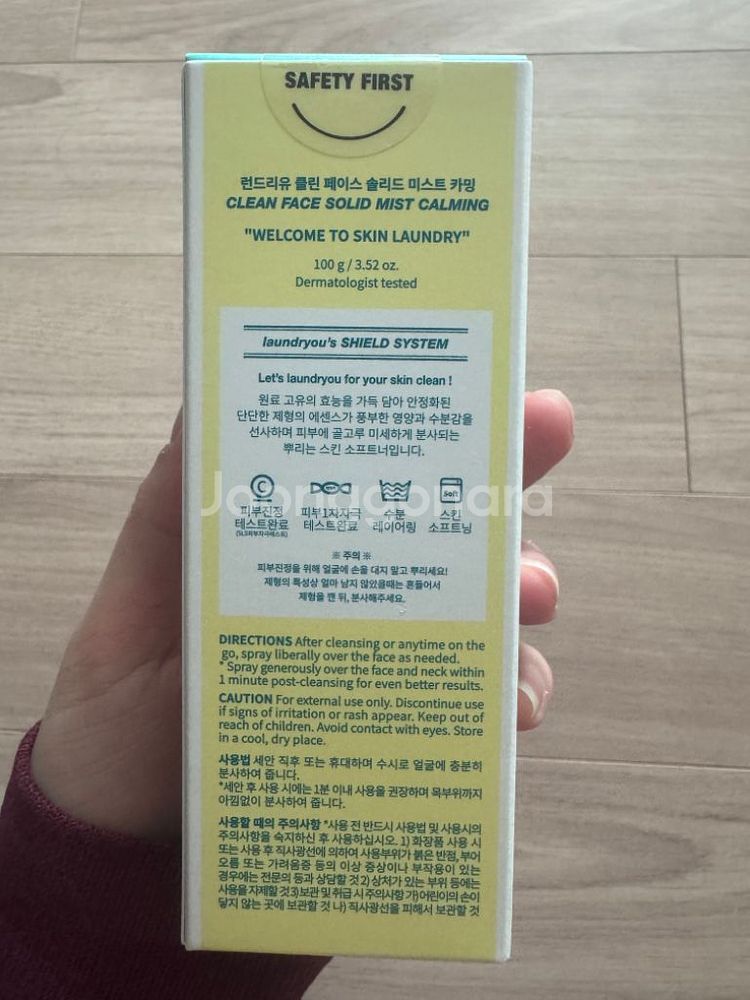 SAFETY FIRST
런드리유 클린 페이스 솔리드 미스트 카밍
CLEAN FACE SOLID MIST CALMING
"WELCOME TO SKIN LAUNDRY"
100 g / 3.52 oz.
Dermatologist tested
laundryou's SHIELD SYSTEM
Let's laundryou for your skin clean !
원료 고유의 효능을 가득 담아 안정화된
단단한 제형의 에센스가 풍부한 영양과 수분감을
선사하며 피부에 골고루 미세하게 분사되는
뿌리는 스킨 소프트너입니다.
C
Soft
Joonggonara
피부진정 피부1차자극 수분 스킨
테스트완료 테스트완료 레이어링 소프트닝
※ 주의 ※
피부진정을 위해 얼굴에 손을 대지 말고 뿌리세요!
제형의 특성상 얼마 남지 않았을때는 흔들어서
제형을 깬 뒤, 분사해주세요.
DIRECTIONS After cleansing or anytime on the
go, spray liberally over the face as needed.
* Spray generously over the face and neck within
1 minute post-cleansing for even better results.
CAUTION For external use only. Discontinue use
if signs of irritation or rash appear. Keep out of
reach of children. Avoid contact with eyes. Store
in a cool, dry place.
사용법 세안 직후 또는 휴대하며 수시로 얼굴에 충분히
분사하여 줍니다.
*세안 후 사용 시에는 1분 이내 사용을 권장하며 목부위까지
아낌없이 분사하여 줍니다.
사용할 때의 주의사항 *사용 전 반드시 사용법 및 사용시의
주의사항을 숙지하신 후 사용하십시오. 1) 화장품 사용 시
또는 사용 후 직사광선에 의하여 사용부위가 붉은 반점, 부어
오름 또는 가려움증 등의 이상 증상이나 부작용이 있는
경우에는 전문의 등과 상담할 것 2) 상처가 있는 부위 등에는
사용을 자제할 것 3) 보관 및 취급 시 주의사항 가) 어린이의 손이
닿지 않는 곳에 보관할 것 나) 직사광선을 피해서 보관할 것